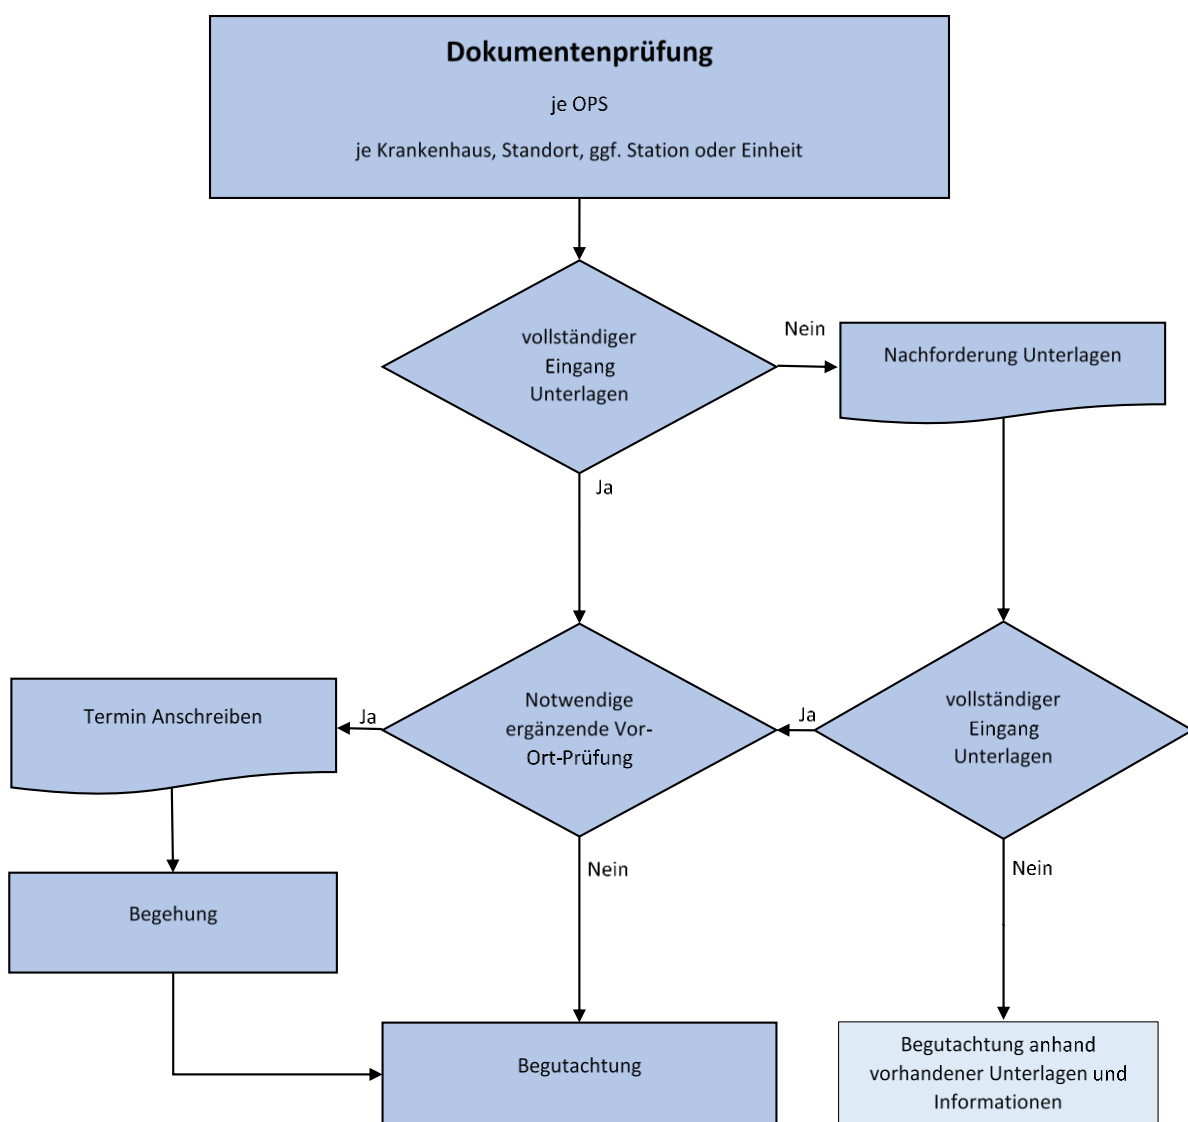 Dokumentenprüfung
je OPS
je Krankenhaus, Standort, ggf. Station oder Einheit
vollständiger
Eingang
Unterlagen
Nein
Nachforderung Unterlagen
Ja
Termin Anschreiben
Ja
Notwendige
ergänzende Vor-
Ort-Prüfung
Ja
vollständiger
Eingang
Unterlagen
Nein
Nein
Begehung
Begutachtung
Begutachtung anhand
vorhandener Unterlagen und
Informationen